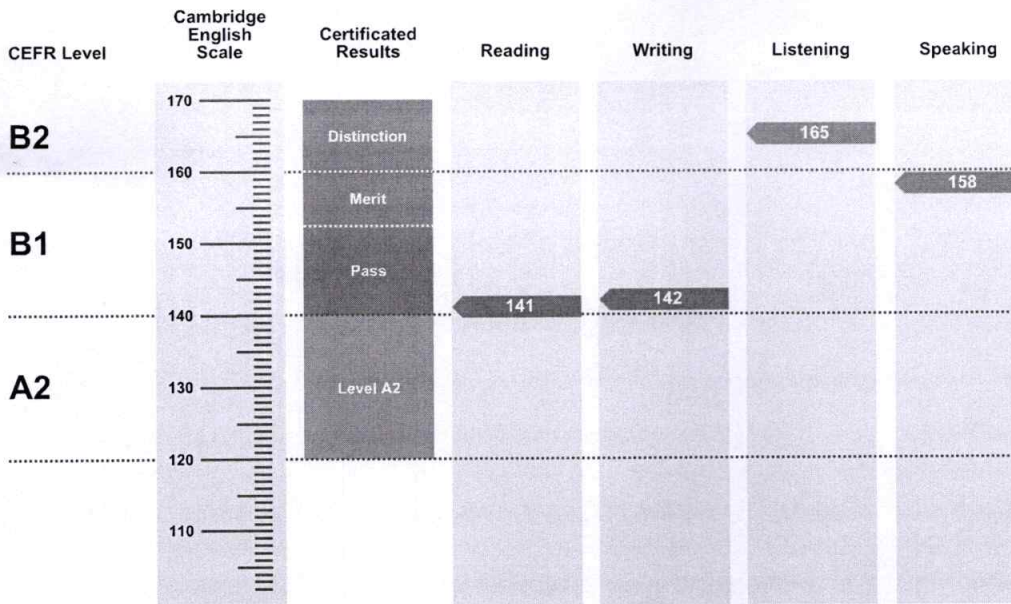 CEFR Level
Cambridge
English
Scale
Certificated
Results
Reading
Writing
Listening
Speaking
170
B2
Distinction
165
160
158
Merit
B1
150
Pass
141
142
140
A2
130
Level A2
120
110